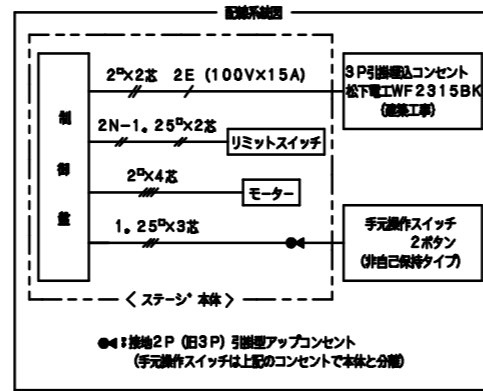 配線系統図
制御盤
2□×2芯 2E (100V×15A)
3P引掛埋込コンセント
松下電工WF2315BK
(建築工事)
2N-1。25□×2芯
リミットスイッチ
2□×4芯
モーター
1。25□×3芯
手元操作スイッチ
2ボタン
(非自己保持タイプ)
〈ステージ本体〉
:接地2P (旧3P) 引掛型アップコンセント
(手元操作スイッチは上記のコンセントで本体と分離)